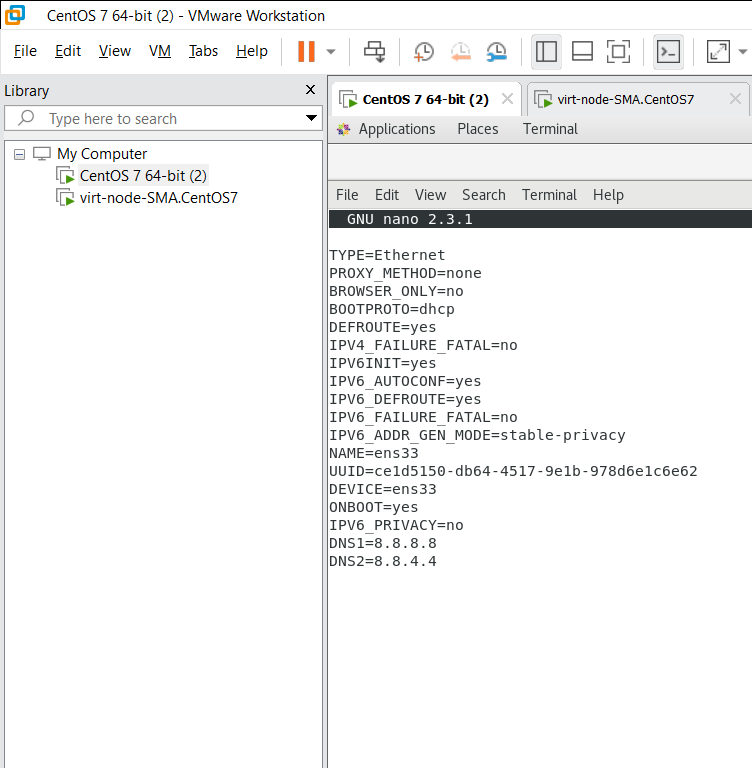 CentOS 7 64-bit (2) - VMware Workstation
File Edit View VM Tabs Help
Library
Type here to search
My Computer
CentOS 7 64-bit (2)
virt-node-SMA.CentOS7
CentOS 7 64-bit (2) virt-node-SMA.CentOS7
Applications Places Terminal
File Edit View Search Terminal Help
GNU nano 2.3.1
TYPE=Ethernet
PROXY_METHOD=none
BROWSER_ONLY=no
BOOTPROTO=dhcp
DEFROUTE=yes
IPV4_FAILURE_FATAL=no
IPV6INIT=yes
IPV6_AUTOCONF=yes
IPV6_DEFROUTE=yes
IPV6_FAILURE_FATAL=no
IPV6_ADDR_GEN_MODE=stable-privacy
NAME=ens33
UUID=ce1d5150-db64-4517-9e1b-978d6e1c6e62
DEVICE=ens33
ONBOOT=yes
IPV6_PRIVACY=no
DNS1=8.8.8.8
DNS2=8.8.4.4